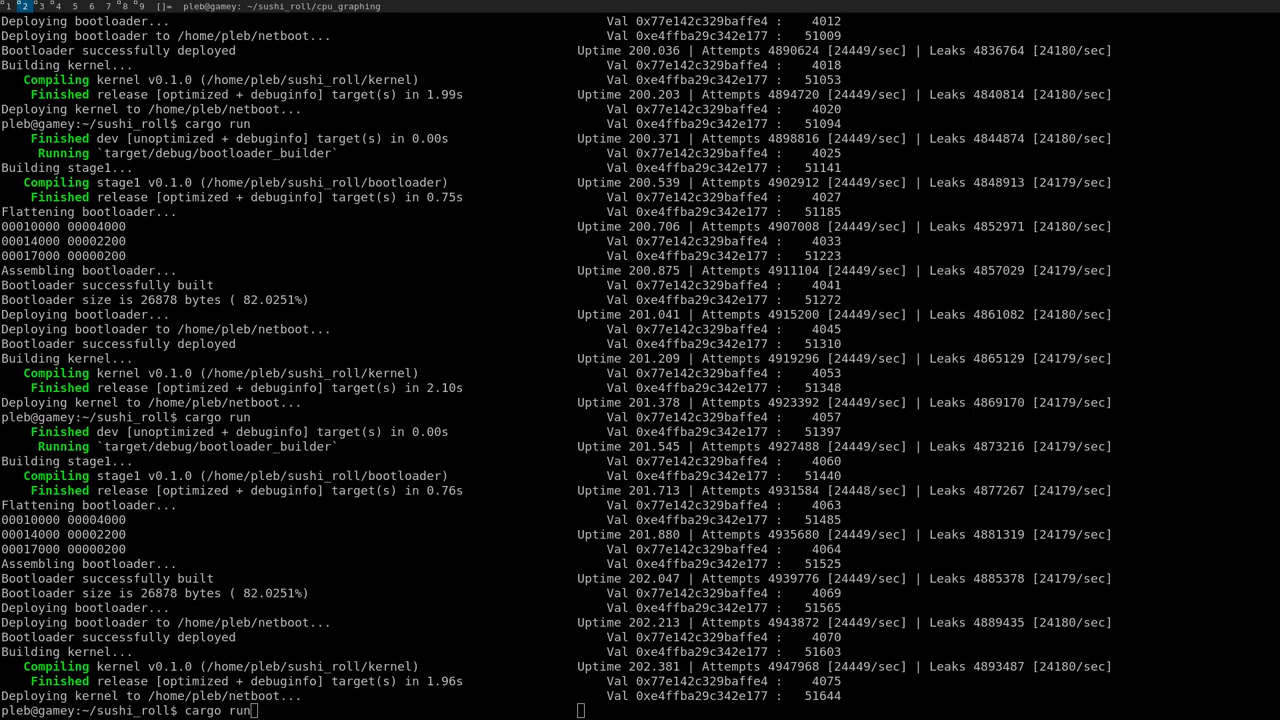 1 2 3 4 5 6 7 8 9 []= pleb@gamey: ~/sushi_roll/cpu_graphing
Deploying bootloader...
Deploying bootloader to /home/pleb/netboot...
Bootloader successfully deployed
Building kernel...
Compiling kernel v0.1.0 (/home/pleb/sushi_roll/kernel)
Finished release [optimized + debuginfo] target(s) in 1.99s
Deploying kernel to /home/pleb/netboot...
pleb@gamey:~/sushi_roll$ cargo run
Finished dev [unoptimized + debuginfo] target(s) in 0.00s
Running `target/debug/bootloader_builder`
Building stage1...
Compiling stage1 v0.1.0 (/home/pleb/sushi_roll/bootloader)
Finished release [optimized + debuginfo] target(s) in 0.75s
Flattening bootloader...
00010000 00004000
00014000 00002200
00017000 00000200
Assembling bootloader...
Bootloader successfully built
Bootloader size is 26878 bytes ( 82.0251%)
Deploying bootloader...
Deploying bootloader to /home/pleb/netboot...
Bootloader successfully deployed
Building kernel...
Compiling kernel v0.1.0 (/home/pleb/sushi_roll/kernel)
Finished release [optimized + debuginfo] target(s) in 2.10s
Deploying kernel to /home/pleb/netboot...
pleb@gamey:~/sushi_roll$ cargo run
Finished dev [unoptimized + debuginfo] target(s) in 0.00s
Running `target/debug/bootloader_builder`
Building stage1...
Compiling stage1 v0.1.0 (/home/pleb/sushi_roll/bootloader)
Finished release [optimized + debuginfo] target(s) in 0.76s
Flattening bootloader...
00010000 00004000
00014000 00002200
00017000 00000200
Assembling bootloader...
Bootloader successfully built
Bootloader size is 26878 bytes ( 82.0251%)
Deploying bootloader...
Deploying bootloader to /home/pleb/netboot...
Bootloader successfully deployed
Building kernel...
Compiling kernel v0.1.0 (/home/pleb/sushi_roll/kernel)
Finished release [optimized + debuginfo] target(s) in 1.96s
Deploying kernel to /home/pleb/netboot...
pleb@gamey:~/sushi_roll$ cargo run
Val 0x77e142c329baffe4 : 4012
Val 0xe4ffba29c342e177 : 51009
Uptime 200.036 | Attempts 4890624 [24449/sec] | Leaks 4836764 [24180/sec]
Val 0x77e142c329baffe4 : 4018
Val 0xe4ffba29c342e177 : 51053
Uptime 200.203 | Attempts 4894720 [24449/sec] | Leaks 4840814 [24180/sec]
Val 0x77e142c329baffe4 : 4020
Val 0xe4ffba29c342e177 : 51094
Uptime 200.371 | Attempts 4898816 [24449/sec] | Leaks 4844874 [24180/sec]
Val 0x77e142c329baffe4 : 4025
Val 0xe4ffba29c342e177 : 51141
Uptime 200.539 | Attempts 4902912 [24449/sec] | Leaks 4848913 [24179/sec]
Val 0x77e142c329baffe4 : 4027
Val 0xe4ffba29c342e177 : 51185
Uptime 200.706 | Attempts 4907008 [24449/sec] | Leaks 4852971 [24180/sec]
Val 0x77e142c329baffe4 : 4033
Val 0xe4ffba29c342e177 : 51223
Uptime 200.875 | Attempts 4911104 [24449/sec] | Leaks 4857029 [24179/sec]
Val 0x77e142c329baffe4 : 4041
Val 0xe4ffba29c342e177 : 51272
Uptime 201.041 | Attempts 4915200 [24449/sec] | Leaks 4861082 [24180/sec]
Val 0x77e142c329baffe4 : 4045
Val 0xe4ffba29c342e177 : 51310
Uptime 201.209 | Attempts 4919296 [24449/sec] | Leaks 4865129 [24179/sec]
Val 0x77e142c329baffe4 : 4053
Val 0xe4ffba29c342e177 : 51348
Uptime 201.378 | Attempts 4923392 [24449/sec] | Leaks 4869170 [24179/sec]
Val 0x77e142c329baffe4 : 4057
Val 0xe4ffba29c342e177 : 51397
Uptime 201.545 | Attempts 4927488 [24449/sec] | Leaks 4873216 [24179/sec]
Val 0x77e142c329baffe4 : 4060
Val 0xe4ffba29c342e177 : 51440
Uptime 201.713 | Attempts 4931584 [24448/sec] | Leaks 4877267 [24179/sec]
Val 0x77e142c329baffe4 : 4063
Val 0xe4ffba29c342e177 : 51485
Uptime 201.880 | Attempts 4935680 [24449/sec] | Leaks 4881319 [24179/sec]
Val 0x77e142c329baffe4 : 4064
Val 0xe4ffba29c342e177 : 51525
Uptime 202.047 | Attempts 4939776 [24449/sec] | Leaks 4885378 [24179/sec]
Val 0x77e142c329baffe4 : 4069
Val 0xe4ffba29c342e177 : 51565
Uptime 202.213 | Attempts 4943872 [24449/sec] | Leaks 4889435 [24180/sec]
Val 0x77e142c329baffe4 : 4070
Val 0xe4ffba29c342e177 : 51603
Uptime 202.381 | Attempts 4947968 [24449/sec] | Leaks 4893487 [24180/sec]
Val 0x77e142c329baffe4 : 4075
Val 0xe4ffba29c342e177 : 51644